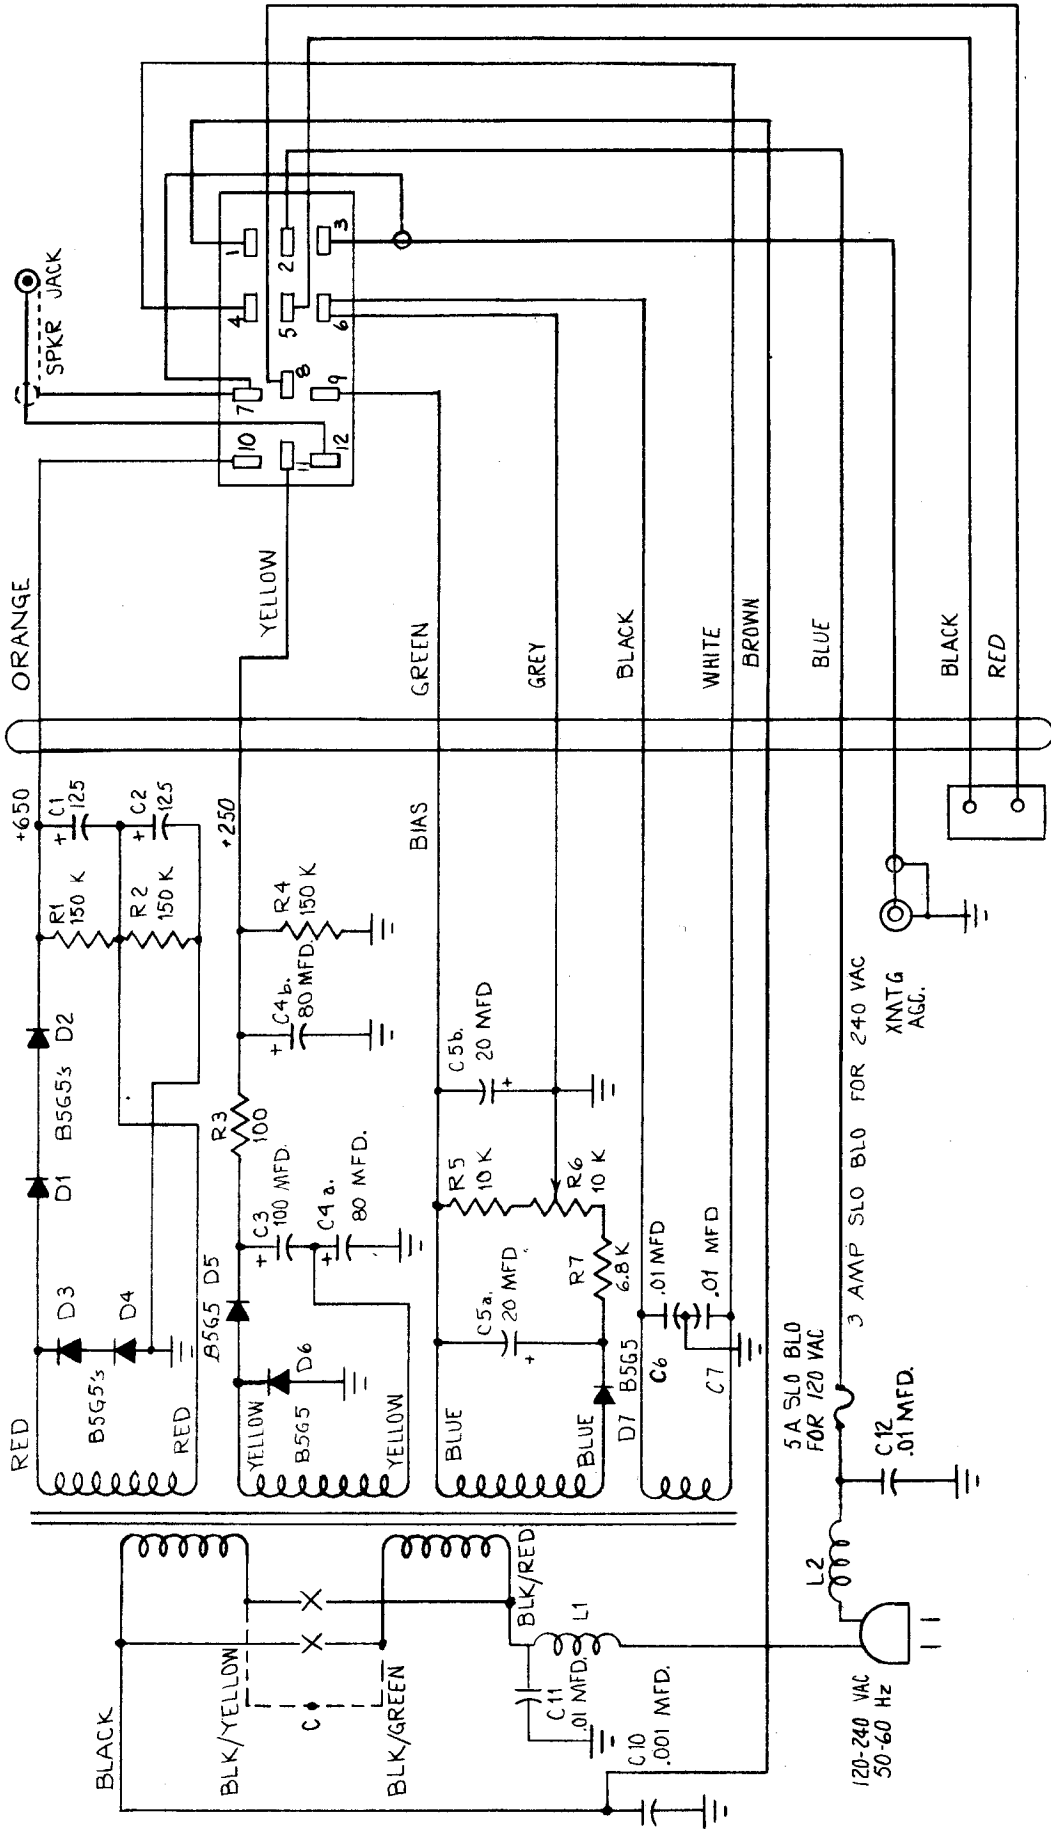 RED
B5G5's
D3
D4
RED
D1
B5G5's
D2
R1
150 K
R2
150 K
+650
C1
125
C2
125
ORANGE
SPKR JACK
YELLOW
B5G5
D6
YELLOW
B5G5 D5
C3
100 MFD.
C4a.
80 MFD.
R3
100
C4b.
80 MFD.
R4
150 K
+250
YELLOW
10
11
12
7
8
9
4
5
6
1
2
3
BLUE
BLUE
D7 B5G5
C5a.
20 MFD
R5
10 K
R6
10 K
R7
6.8 K
C5b.
20 MFD
BIAS
GREEN
GREY
C6
.01 MFD
C7
.01 MFD
BLACK
WHITE
BROWN
BLUE
BLACK
RED
BLACK
BLK/YELLOW
C
BLK/GREEN
BLK/RED
L1
C11
.01 MFD.
C10
.001 MFD.
120-240 VAC
50-60 Hz
L2
C12
.01 MFD.
5 A SLO BLO
FOR 120 VAC
3 AMP SLO BLO FOR 240 VAC
XMTG
AGC.